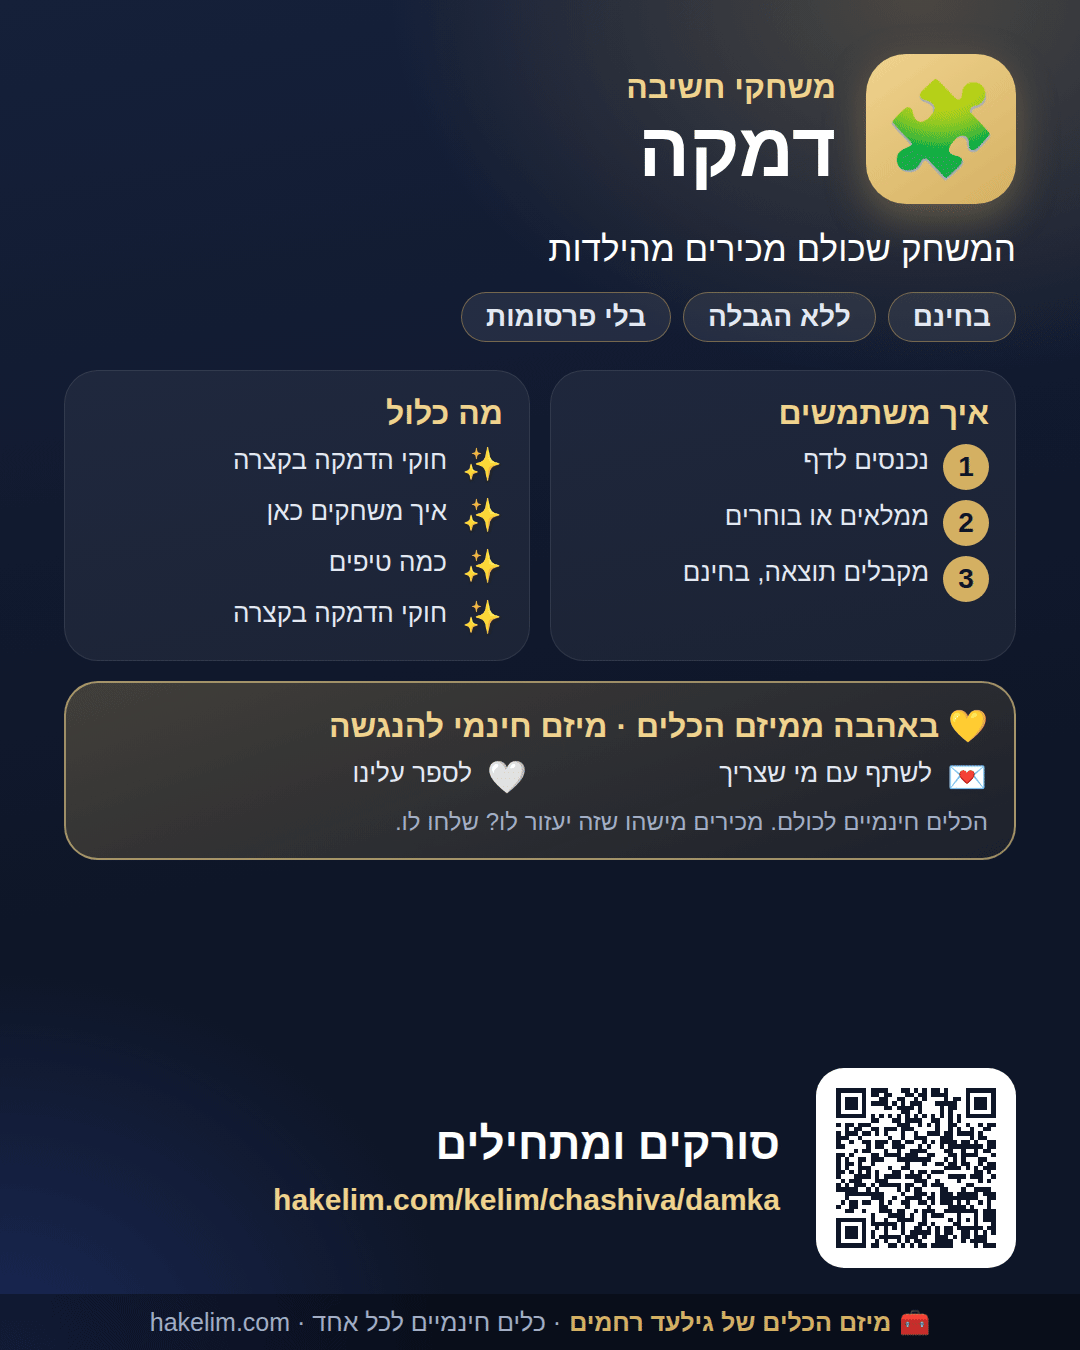 משחקי חשיבה
דמקה
המשחק שכולם מכירים מהילדות
בחינם
ללא הגבלה
בלי פרסומות
איך משתמשים
1 נכנסים לדף
2 ממלאים או בוחרים
3 מקבלים תוצאה, בחינם
מה כלול
חוקי הדמקה בקצרה
איך משחקים כאן
כמה טיפים
חוקי הדמקה בקצרה
באהבה ממיזם הכלים · מיזם חינמי להנגשה
לשתף עם מי שצריך
לספר עלינו
הכלים חינמיים לכולם. מכירים מישהו שזה יעזור לו? שלחו לו.
סורקים ומתחילים
hakelim.com/kelim/chashiva/damka
מיזם הכלים של גילעד רחמים · כלים חינמיים לכל אחד · hakelim.com